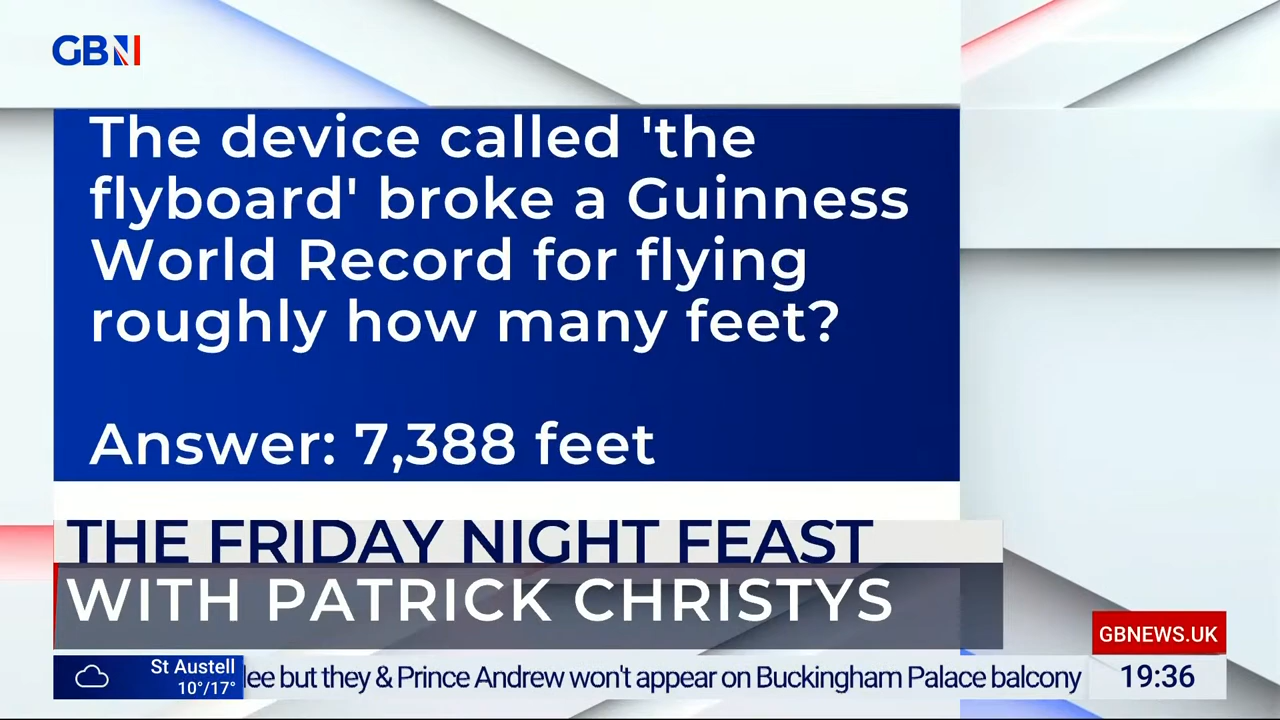 GBN
The device called 'the
flyboard' broke a Guinness
World Record for flying
roughly how many feet?
Answer: 7,388 feet
THE FRIDAY NIGHT FEAST
WITH PATRICK CHRISTYS
GBNEWS.UK
St Austell
10°/17°
but they & Prince Andrew won't appear on Buckingham Palace balcony
19:36